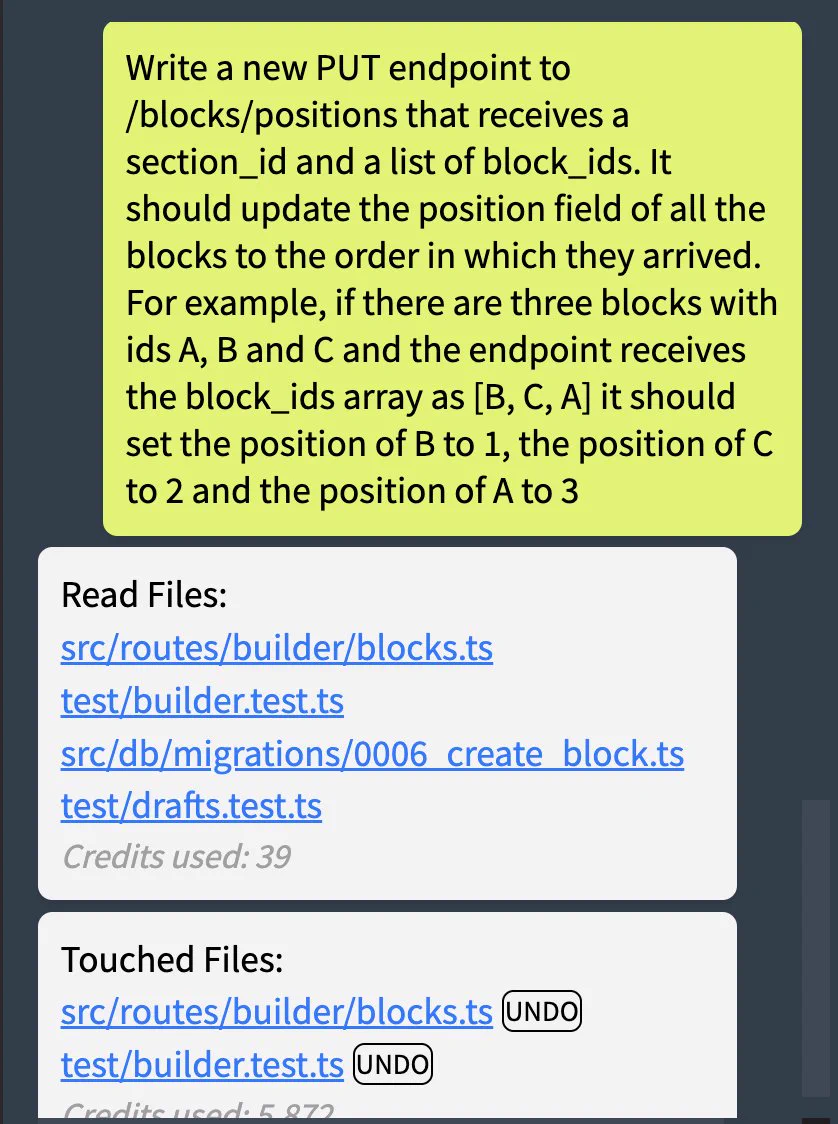 Write a new PUT endpoint to
/blocks/positions that receives a
section_id and a list of block_ids. It
should update the position field of all the
blocks to the order in which they arrived.
For example, if there are three blocks with
ids A, B and C and the endpoint receives
the block_ids array as [B, C, A] it should
set the position of B to 1, the position of C
to 2 and the position of A to 3
Read Files:
src/routes/builder/blocks.ts
test/builder.test.ts
src/db/migrations/0006_create_block.ts
test/drafts.test.ts
Credits used: 39
Touched Files:
src/routes/builder/blocks.ts UNDO
test/builder.test.ts UNDO
Credits used: 5,872